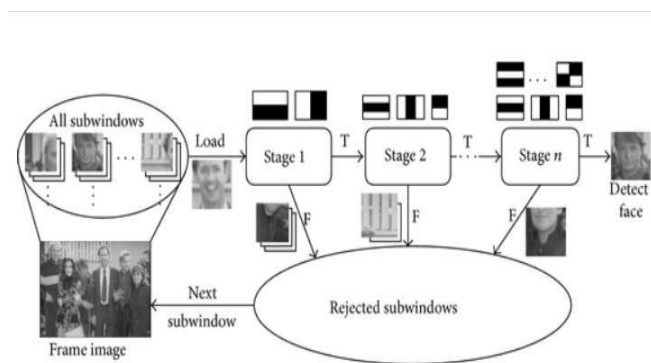 All subwindows
...
Load
Stage 1
T
Stage 2
T
...
Stage n
T
Detect
face
F
F
F
Rejected subwindows
Next
subwindow
Frame image